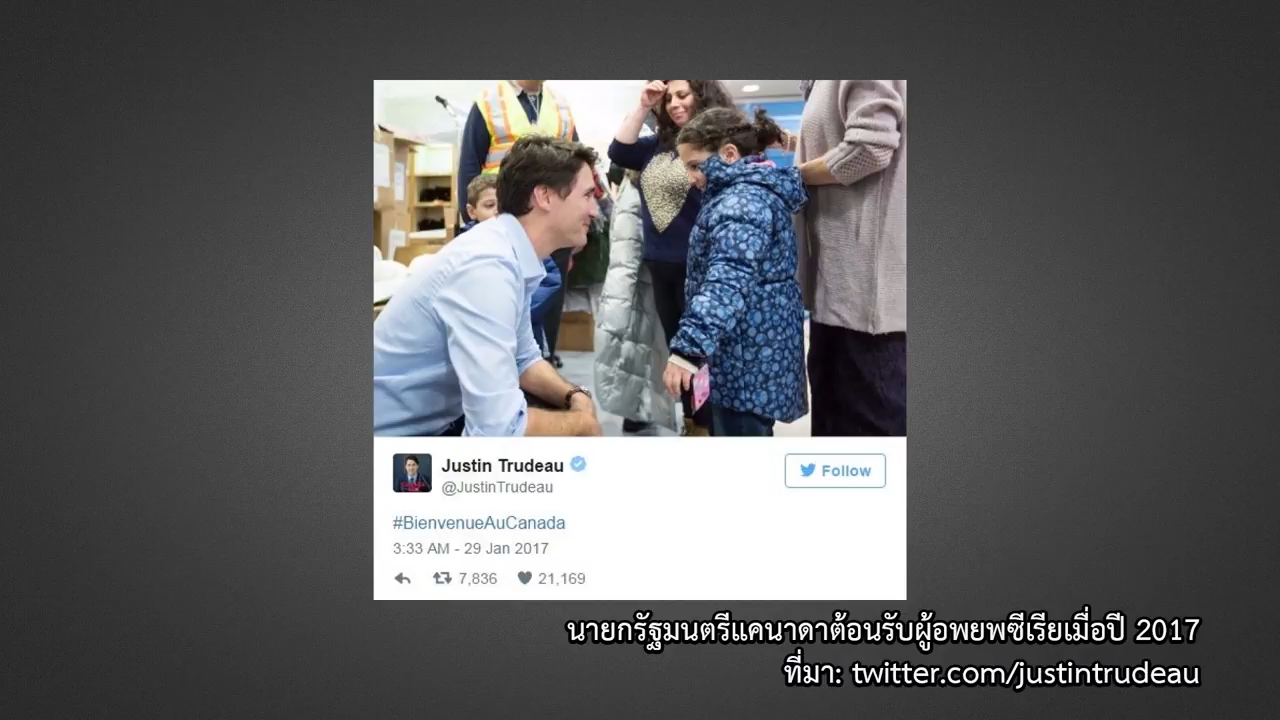 Justin Trudeau
@JustinTrudeau
Follow
#BienvenueAuCanada
3:33 AM - 29 Jan 2017
7,836 21,169
นายกรัฐมนตรีแคนาดาต้อนรับผู้อพยพซีเรียเมื่อปี 2017
ที่มา: twitter.com/justintrudeau